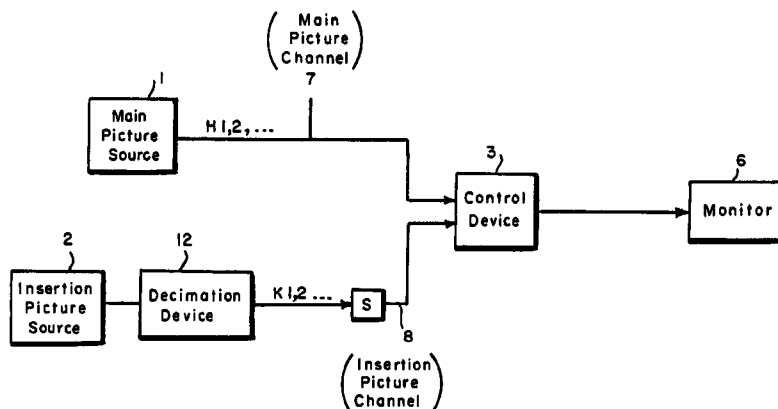 (Main
Picture
Channel)
7
1
Main
Picture
Source
H 1,2, ...
3
Control
Device
6
Monitor
2
Insertion
Picture
Source
12
Decimation
Device
K 1,2 ...
S
8
(Insertion
Picture
Channel)